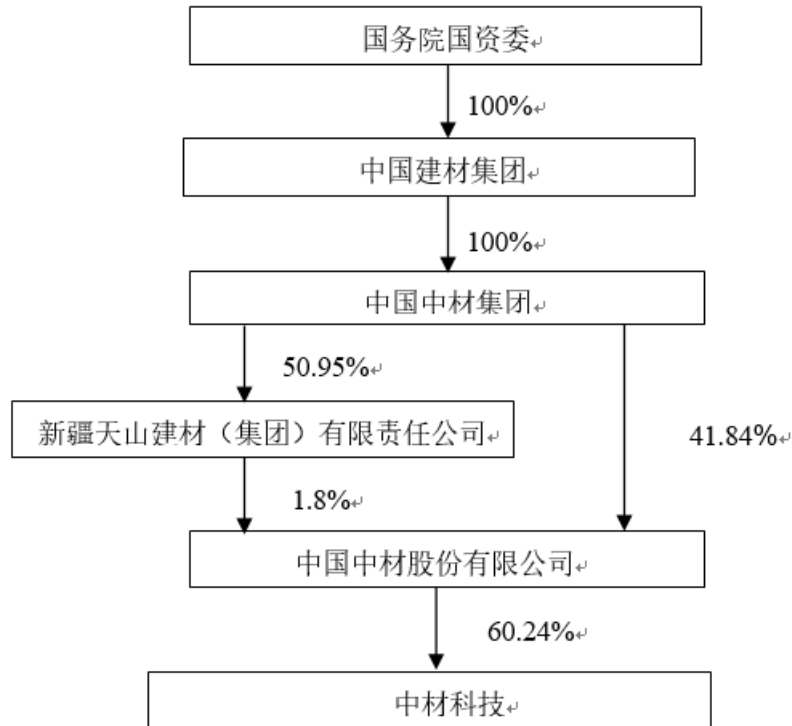 国务院国资委
100%
中国建材集团
100%
中国中材集团
50.95%
新疆天山建材（集团）有限责任公司
41.84%
1.8%
中国中材股份有限公司
60.24%
中材科技